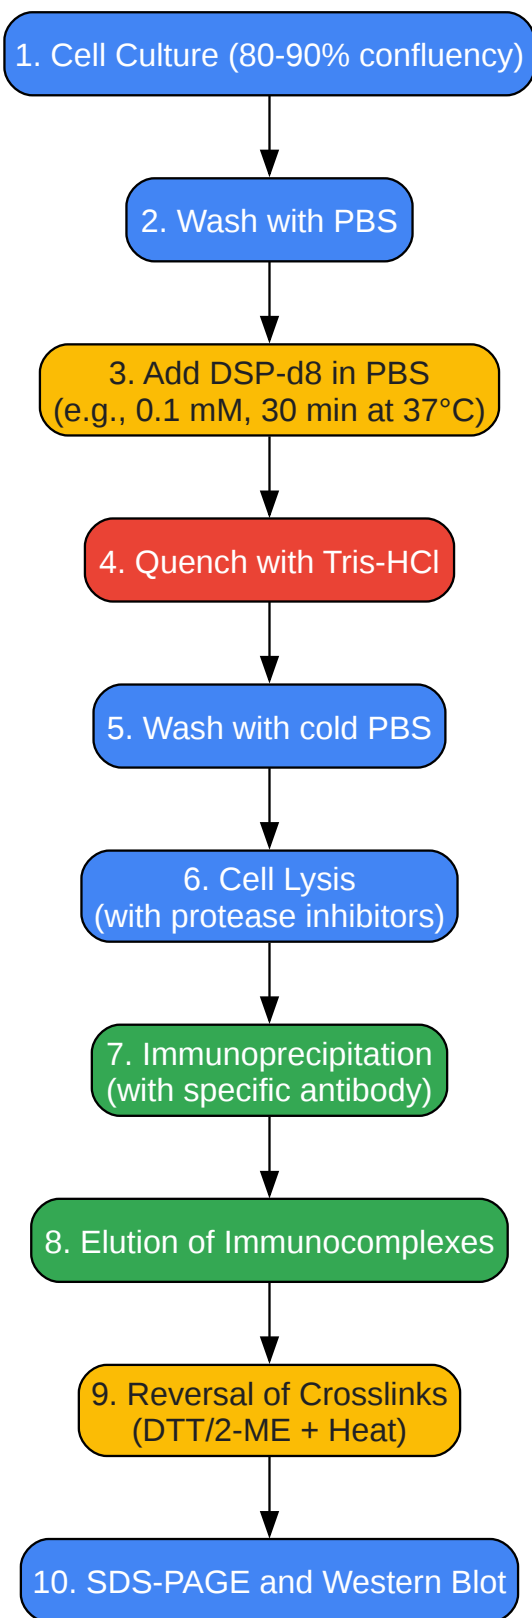 1. Cell Culture (80-90% confluency)
2. Wash with PBS
3. Add DSP-d8 in PBS
(e.g., 0.1 mM, 30 min at 37°C)
4. Quench with Tris-HCl
5. Wash with cold PBS
6. Cell Lysis
(with protease inhibitors)
7. Immunoprecipitation
(with specific antibody)
8. Elution of Immunocomplexes
9. Reversal of Crosslinks
(DTT/2-ME + Heat)
10. SDS-PAGE and Western Blot